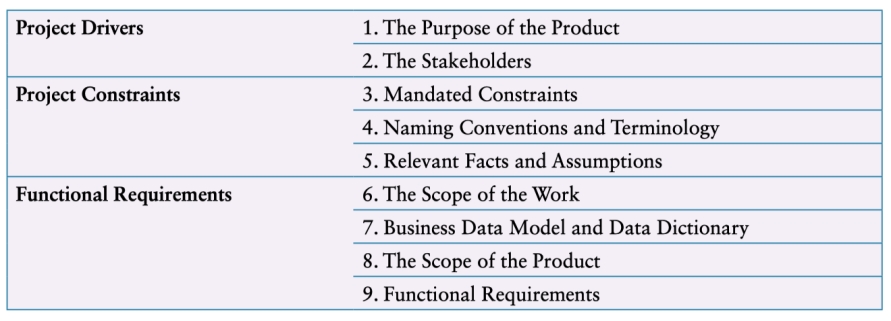 Project Drivers
1. The Purpose of the Product
2. The Stakeholders
Project Constraints
3. Mandated Constraints
4. Naming Conventions and Terminology
5. Relevant Facts and Assumptions
Functional Requirements
6. The Scope of the Work
7. Business Data Model and Data Dictionary
8. The Scope of the Product
9. Functional Requirements